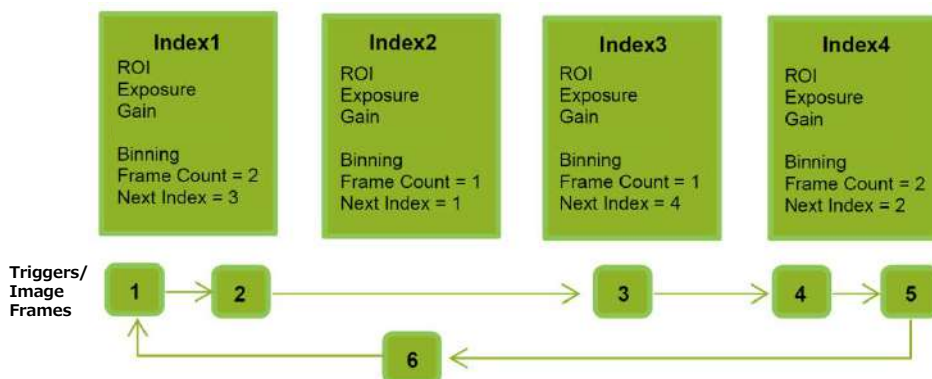 Index1
ROI
Exposure
Gain
Binning
Frame Count = 2
Next Index = 3
Index2
ROI
Exposure
Gain
Binning
Frame Count = 1
Next Index = 1
Index3
ROI
Exposure
Gain
Binning
Frame Count = 1
Next Index = 4
Index4
ROI
Exposure
Gain
Binning
Frame Count = 2
Next Index = 2
Triggers/
Image
Frames
1
2
3
4
5
6